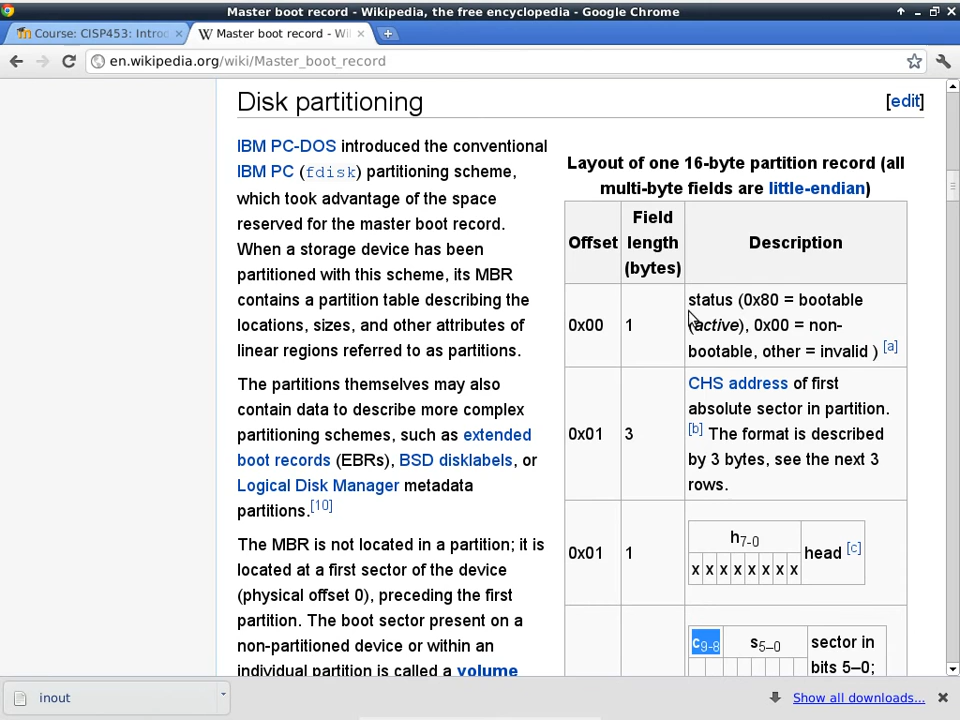 Master boot record - Wikipedia, the free encyclopedia - Google Chrome
Course: CISP453: Introd
Master boot record - Wi
en.wikipedia.org/wiki/Master_boot_record
Disk partitioning
[edit]
IBM PC-DOS introduced the conventional
IBM PC (fdisk) partitioning scheme,
which took advantage of the space
reserved for the master boot record.
When a storage device has been
partitioned with this scheme, its MBR
contains a partition table describing the
locations, sizes, and other attributes of
linear regions referred to as partitions.
The partitions themselves may also
contain data to describe more complex
partitioning schemes, such as extended
boot records (EBRs), BSD disklabels, or
Logical Disk Manager metadata
partitions.[10]
The MBR is not located in a partition; it is
located at a first sector of the device
(physical offset 0), preceding the first
partition. The boot sector present on a
non-partitioned device or within an
individual partition is called a volume
Layout of one 16-byte partition record (all
multi-byte fields are little-endian)
Offset
Field
length
(bytes)
Description
0x00
1
status (0x80 = bootable
(active), 0x00 = non-
bootable, other = invalid ) [a]
0x01
3
CHS address of first
absolute sector in partition.
[b] The format is described
by 3 bytes, see the next 3
rows.
0x01
1
h7-0
x x x x x x x x
head [c]
c9-8
s5–0
sector in
bits 5–0;
inout
Show all downloads...